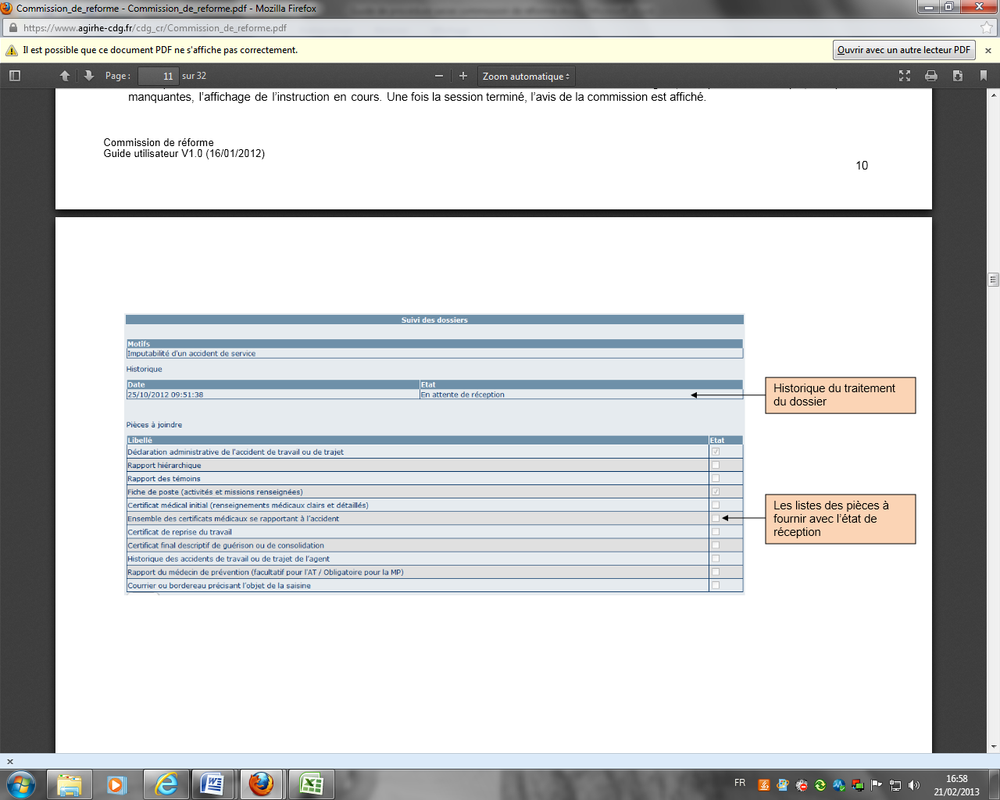 Commission_de_reforme - Commission_de_reforme.pdf - Mozilla Firefox
https://www.agirhe-cdg.fr/cdg_cr/Commission_de_reforme.pdf
Il est possible que ce document PDF ne s'affiche pas correctement.
Ouvrir avec un autre lecteur PDF
Page : 11 sur 32
Zoom automatique
manquantes, l'affichage de l'instruction en cours. Une fois la session terminé, l'avis de la commission est affiché.
Commission de réforme
Guide utilisateur V1.0 (16/01/2012)
10
Suivi des dossiers
Motifs
Imputabilité d'un accident de service
Historique
Date Etat
25/10/2012 09:51:38 En attente de réception
Historique du traitement
du dossier
Pièces à joindre
Libellé Etat
Déclaration administrative de l'accident de travail ou de trajet
Rapport hiérarchique
Rapport des témoins
Fiche de poste (activités et missions renseignées)
Certificat médical initial (renseignements médicaux clairs et détaillés)
Ensemble des certificats médicaux se rapportant à l'accident
Certificat de reprise du travail
Certificat final descriptif de guérison ou de consolidation
Historique des accidents de travail ou de trajet de l'agent
Rapport du médecin de prévention (facultatif pour l'AT / Obligatoire pour la MP)
Courrier ou bordereau précisant l'objet de la saisine
Les listes des pièces à
fournir avec l'état de
réception
FR
16:58
21/02/2013